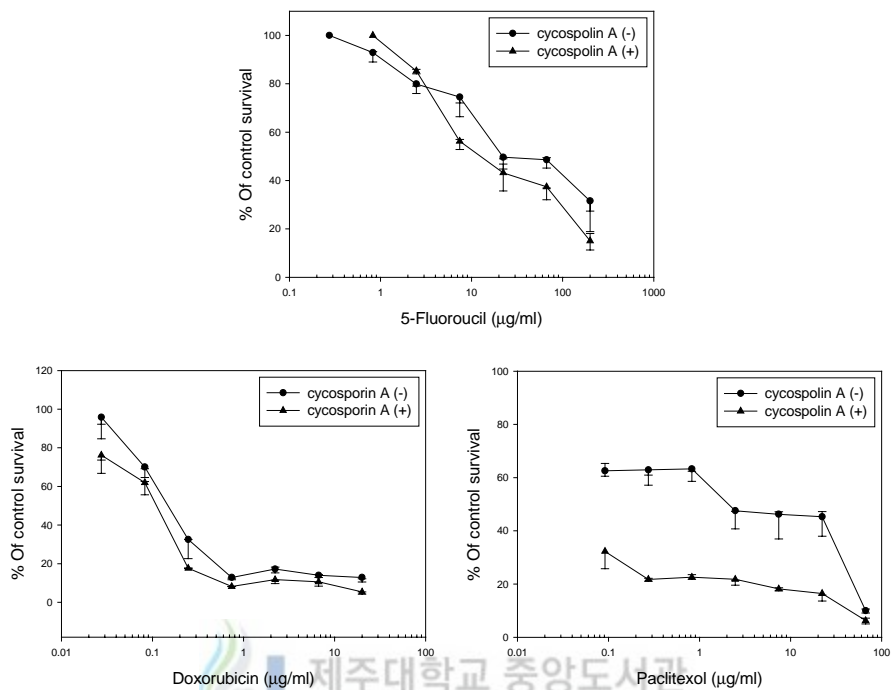 cycospolin A (-)
cycospolin A (+)
% Of control survival
100
80
60
40
20
0
0.1 1 10 100 1000
5-Fluoroucil (μg/ml)
cycosporin A (-)
cycosporin A (+)
% Of control survival
120
100
80
60
40
20
0
0.01 0.1 1 10 100
Doxorubicin (μg/ml)
cycospolin A (-)
cycospolin A (+)
% Of control survival
100
80
60
40
20
0
0.01 0.1 1 10 100
Paclitexol (μg/ml)
제주대학교 중앙도서관